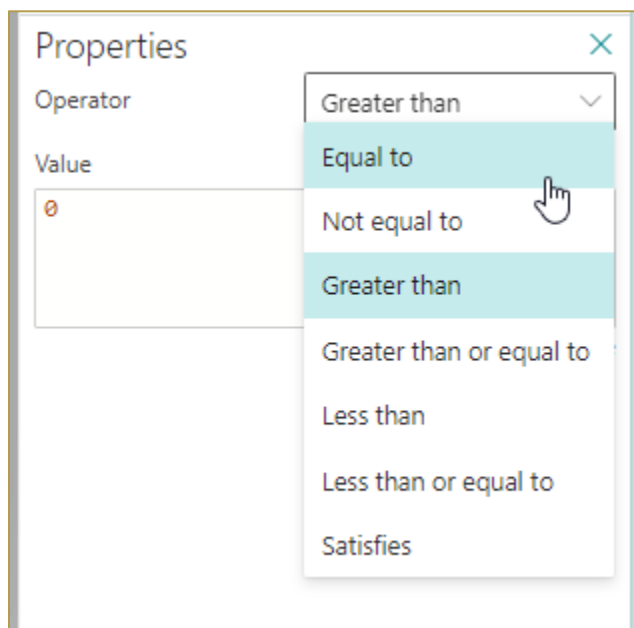 Properties
Operator
Greater than
Value
0
Equal to
Not equal to
Greater than
Greater than or equal to
Less than
Less than or equal to
Satisfies